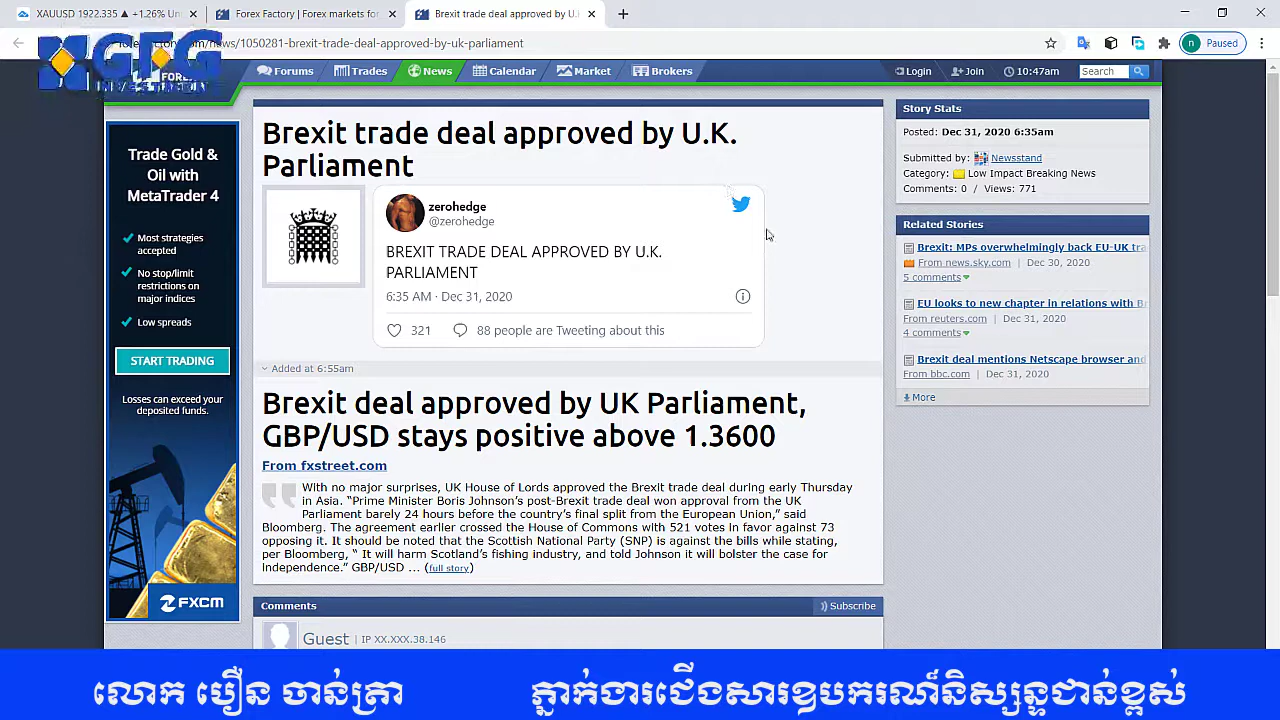 XAUUSD 1922.335 ▲ +1.26% Un
Forex Factory | Forex markets for
Brexit trade deal approved by U.K.
/news/1050281-brexit-trade-deal-approved-by-uk-parliament
n Paused
GFG
Forums
Trades
News
Calendar
Market
Brokers
Login
Join
10:47am
Search
Trade Gold &
Oil with
MetaTrader 4
Most strategies
accepted
No stop/limit
restrictions on
major indices
Low spreads
START TRADING
Losses can exceed your
deposited funds.
FXCM
Brexit trade deal approved by U.K.
Parliament
zerohedge
@zerohedge
BREXIT TRADE DEAL APPROVED BY U.K.
PARLIAMENT
6:35 AM · Dec 31, 2020
321 88 people are Tweeting about this
Added at 6:55am
Brexit deal approved by UK Parliament,
GBP/USD stays positive above 1.3600
From fxstreet.com
With no major surprises, UK House of Lords approved the Brexit trade deal during early Thursday
in Asia. “Prime Minister Boris Johnson’s post-Brexit trade deal won approval from the UK
Parliament barely 24 hours before the country’s final split from the European Union,” said
Bloomberg. The agreement earlier crossed the House of Commons with 521 votes in favor against 73
opposing it. It should be noted that the Scottish National Party (SNP) is against the bills while stating,
per Bloomberg, “ It will harm Scotland’s fishing industry, and told Johnson it will bolster the case for
independence.” GBP/USD ... (full story)
Comments
Subscribe
Guest | IP XX.XXX.38.146
Story Stats
Posted: Dec 31, 2020 6:35am
Submitted by: Newsstand
Category: Low Impact Breaking News
Comments: 0 / Views: 771
Related Stories
Brexit: MPs overwhelmingly back EU-UK tra
From news.sky.com | Dec 30, 2020
5 comments
EU looks to new chapter in relations with B
From reuters.com | Dec 31, 2020
4 comments
Brexit deal mentions Netscape browser and
From bbc.com | Dec 31, 2020
More
លោក បឿន ចាន់ត្រា
ភ្នាក់ងារជើងសារឧបករណ៍និស្សន្ទជាន់ខ្ពស់